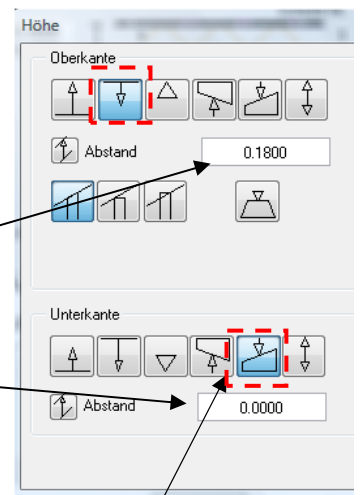 Höhe
Oberkante
Abstand 0.1800
Unterkante
Abstand 0.0000